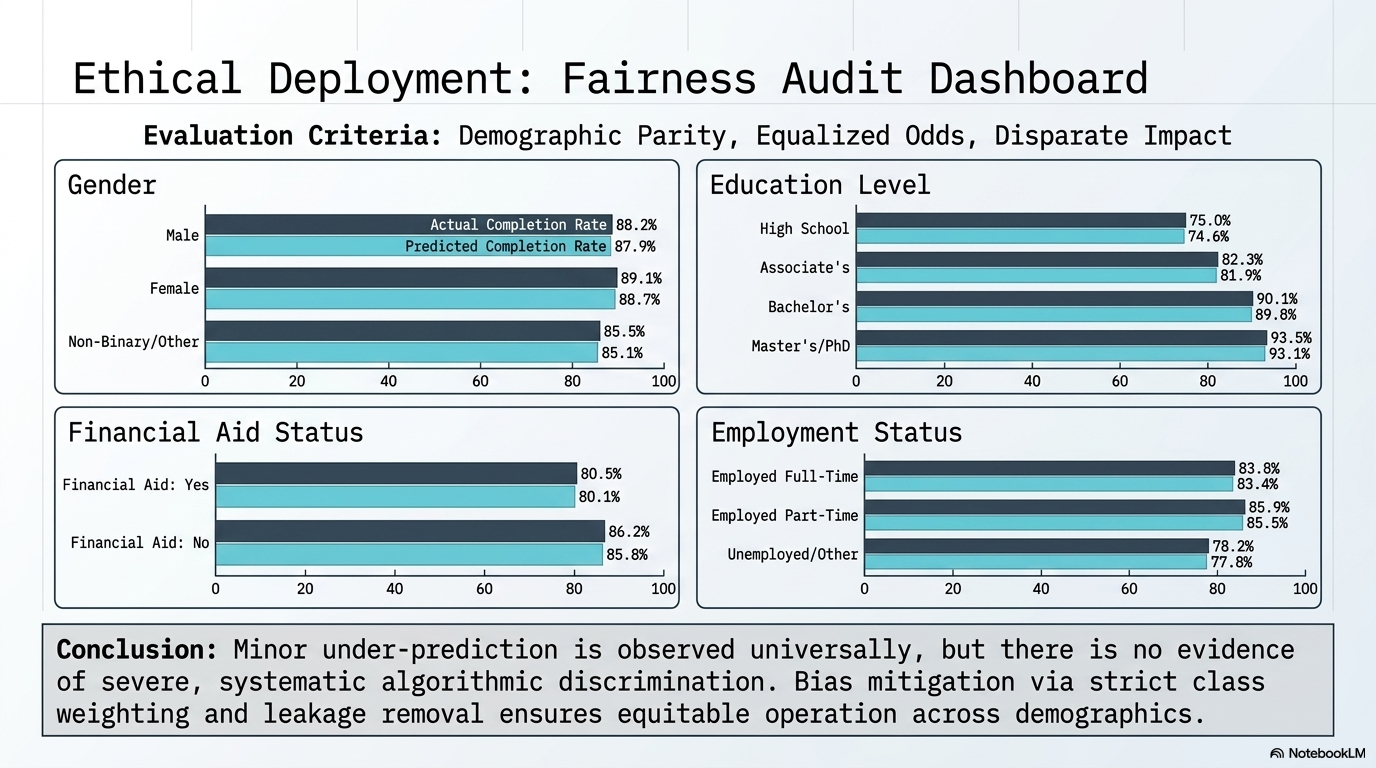 Ethical Deployment: Fairness Audit Dashboard
Evaluation Criteria: Demographic Parity, Equalized Odds, Disparate Impact
Gender
Male
Actual Completion Rate 88.2%
Predicted Completion Rate 87.9%
Female
89.1%
88.7%
Non-Binary/Other
85.5%
85.1%
0 20 40 60 80 100
Education Level
High School
75.0%
74.6%
Associate's
82.3%
81.9%
Bachelor's
90.1%
89.8%
Master's/PhD
93.5%
93.1%
0 20 40 60 80 100
Financial Aid Status
Financial Aid: Yes
80.5%
80.1%
Financial Aid: No
86.2%
85.8%
0 20 40 60 80 100
Employment Status
Employed Full-Time
83.8%
83.4%
Employed Part-Time
85.9%
85.5%
Unemployed/Other
78.2%
77.8%
0 20 40 60 80 100
Conclusion: Minor under-prediction is observed universally, but there is no evidence
of severe, systematic algorithmic discrimination. Bias mitigation via strict class
weighting and leakage removal ensures equitable operation across demographics.
NotebookLM